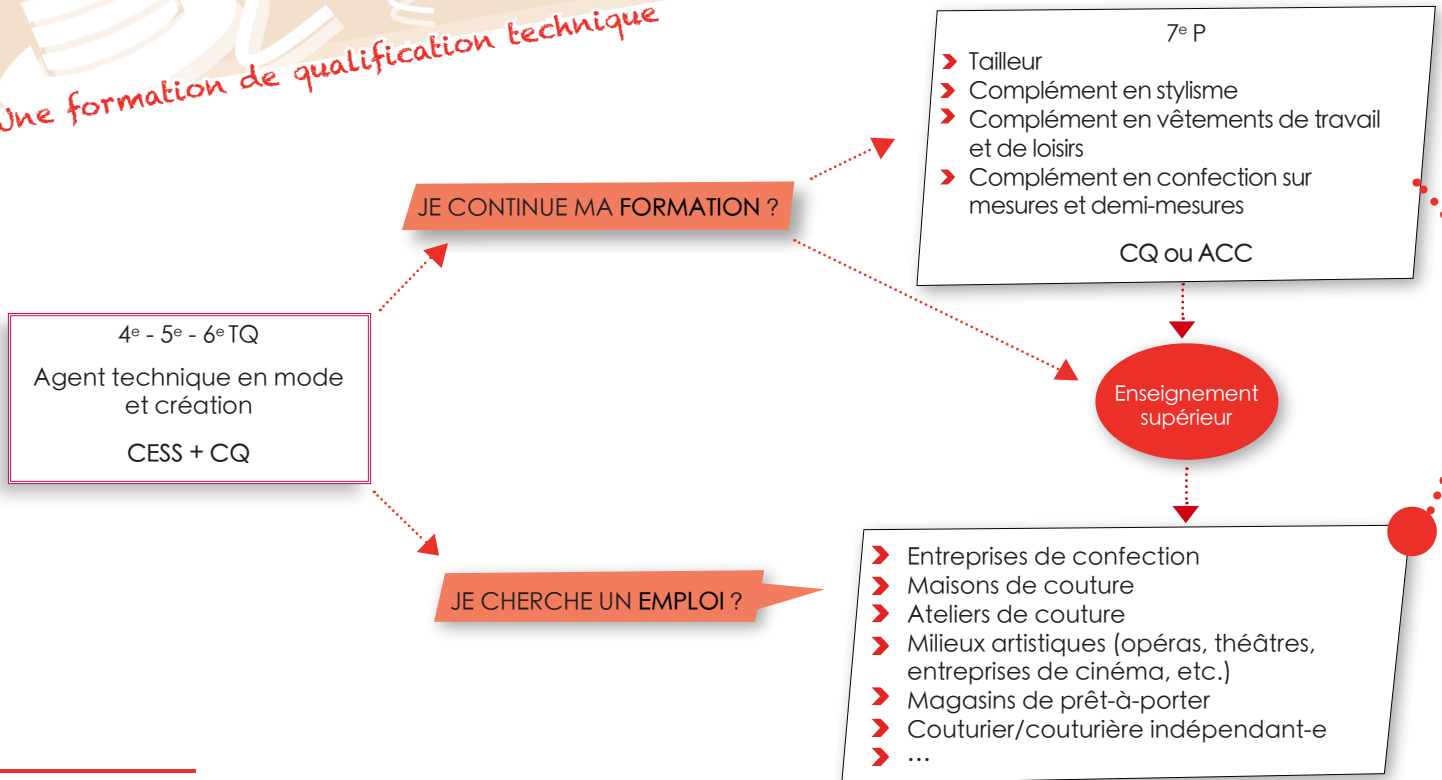 Une formation de qualification technique
7e P
Tailleur
Complément en stylisme
Complément en vêtements de travail
et de loisirs
Complément en confection sur
mesures et demi-mesures
CQ ou ACC
JE CONTINUE MA FORMATION ?
4e - 5e - 6e TQ
Agent technique en mode
et création
CESS + CQ
Enseignement
supérieur
JE CHERCHE UN EMPLOI ?
Entreprises de confection
Maisons de couture
Ateliers de couture
Milieux artistiques (opéras, théâtres,
entreprises de cinéma, etc.)
Magasins de prêt-à-porter
Couturier/couturière indépendant-e
...